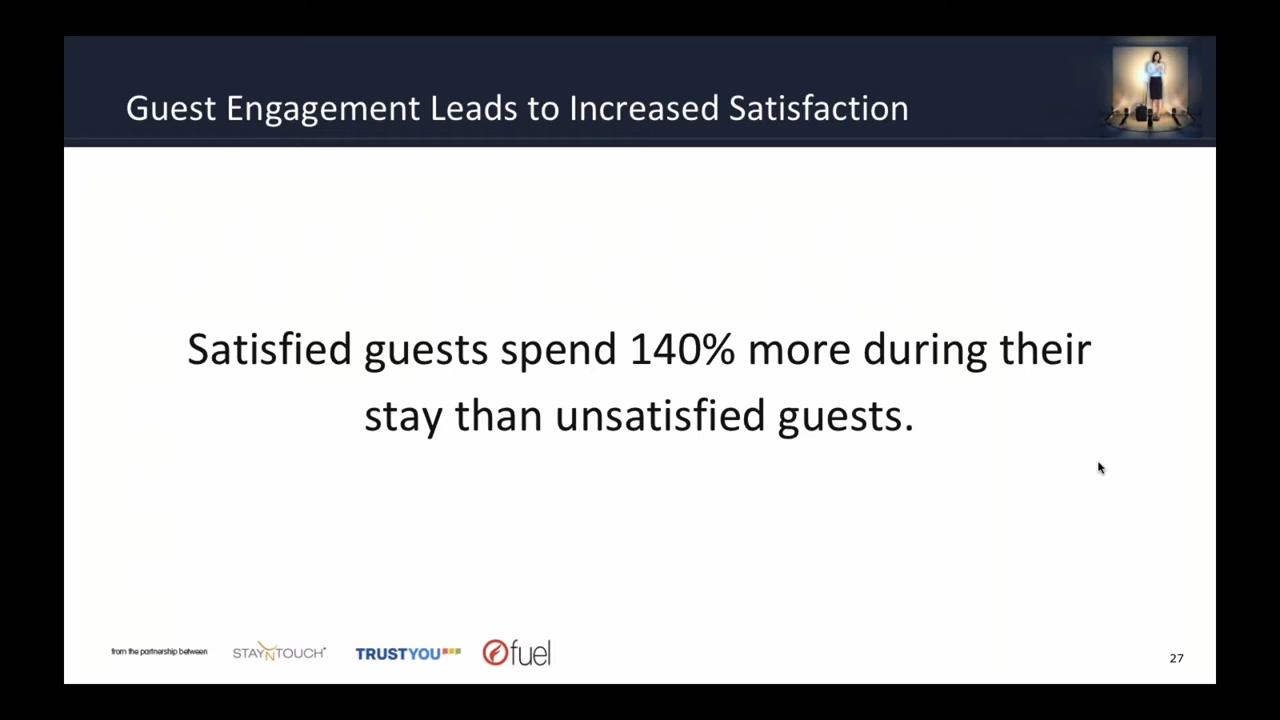 Guest Engagement Leads to Increased Satisfaction
Satisfied guests spend 140% more during their
stay than unsatisfied guests.
from the partnership between
STAYNTOUCH
TRUSTYOU
fuel
27